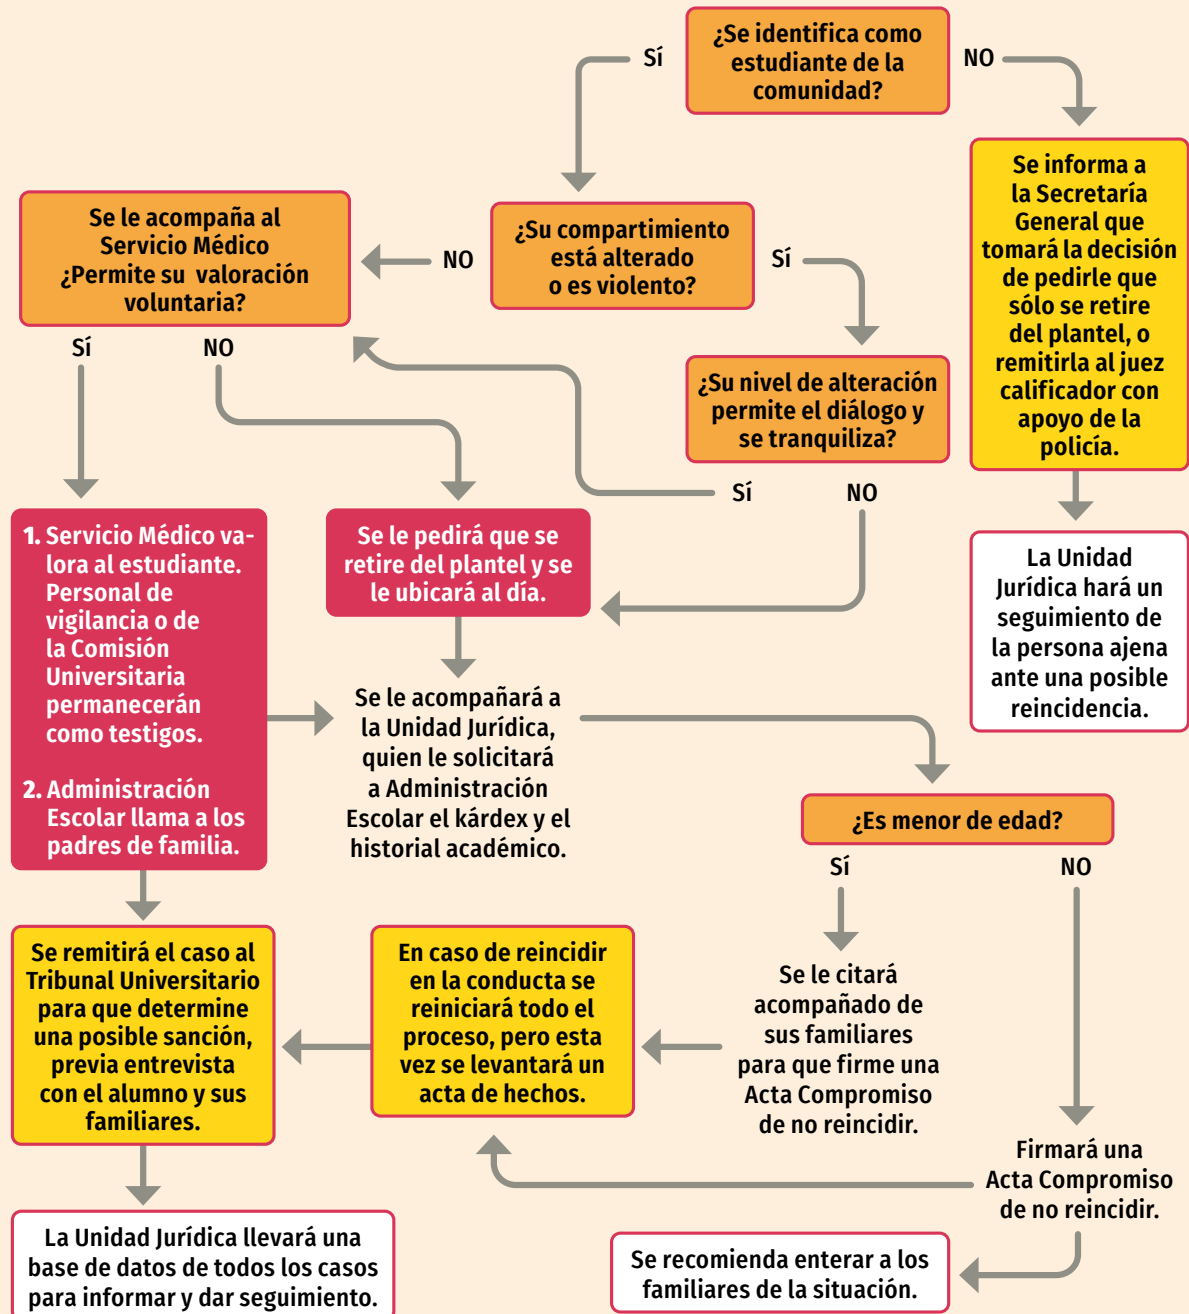 ¿Se identifica como
estudiante de la
comunidad?
Sí
NO
Se informa a
la Secretaría
General que
tomará la decisión
de pedirle que
sólo se retire
del plantel, o
remitirla al juez
calificador con
apoyo de la
policía.
La Unidad
Jurídica hará un
seguimiento de
la persona ajena
ante una posible
reincidencia.
¿Su compartimiento
está alterado
o es violento?
NO
Sí
Se le acompaña al
Servicio Médico
¿Permite su valoración
voluntaria?
Sí
NO
¿Su nivel de alteración
permite el diálogo y
se tranquiliza?
Sí
NO
1. Servicio Médico va-
lora al estudiante.
Personal de
vigilancia o de
la Comisión
Universitaria
permanecerán
como testigos.
2. Administración
Escolar llama a los
padres de familia.
Se le pedirá que se
retire del plantel y se
le ubicará al día.
Se le acompañará a
la Unidad Jurídica,
quien le solicitará
a Administración
Escolar el kárdex y el
historial académico.
¿Es menor de edad?
Sí
NO
Se le citará
acompañado de
sus familiares
para que firme una
Acta Compromiso
de no reincidir.
Firmará una
Acta Compromiso
de no reincidir.
Se recomienda enterar a los
familiares de la situación.
En caso de reincidir
en la conducta se
reiniciará todo el
proceso, pero esta
vez se levantará un
acta de hechos.
Se remitirá el caso al
Tribunal Universitario
para que determine
una posible sanción,
previa entrevista
con el alumno y sus
familiares.
La Unidad Jurídica llevará una
base de datos de todos los casos
para informar y dar seguimiento.